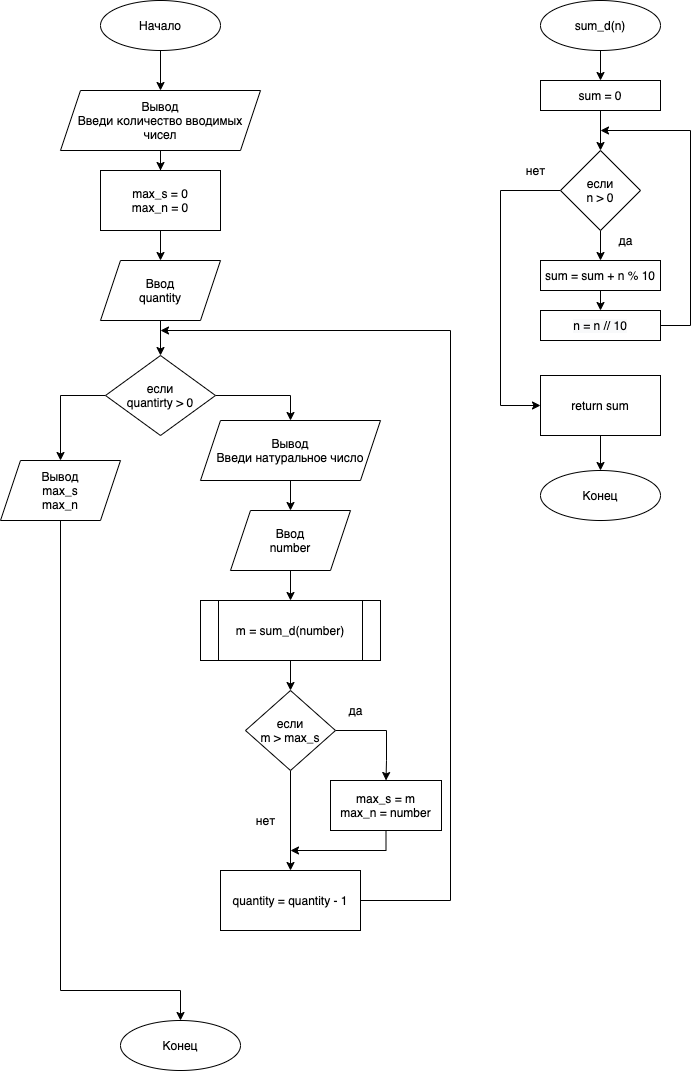 Начало
Вывод
Введи количество вводимых
чисел
max_s = 0
max_n = 0
Ввод
quantity
если
quantirty > 0
Вывод
max_s
max_n
Вывод
Введи натуральное число
Ввод
number
m = sum_d(number)
если
m > max_s
да
max_s = m
max_n = number
нет
quantity = quantity - 1
Конец
sum_d(n)
sum = 0
если
n > 0
нет
да
sum = sum + n % 10
n = n // 10
return sum
Конец